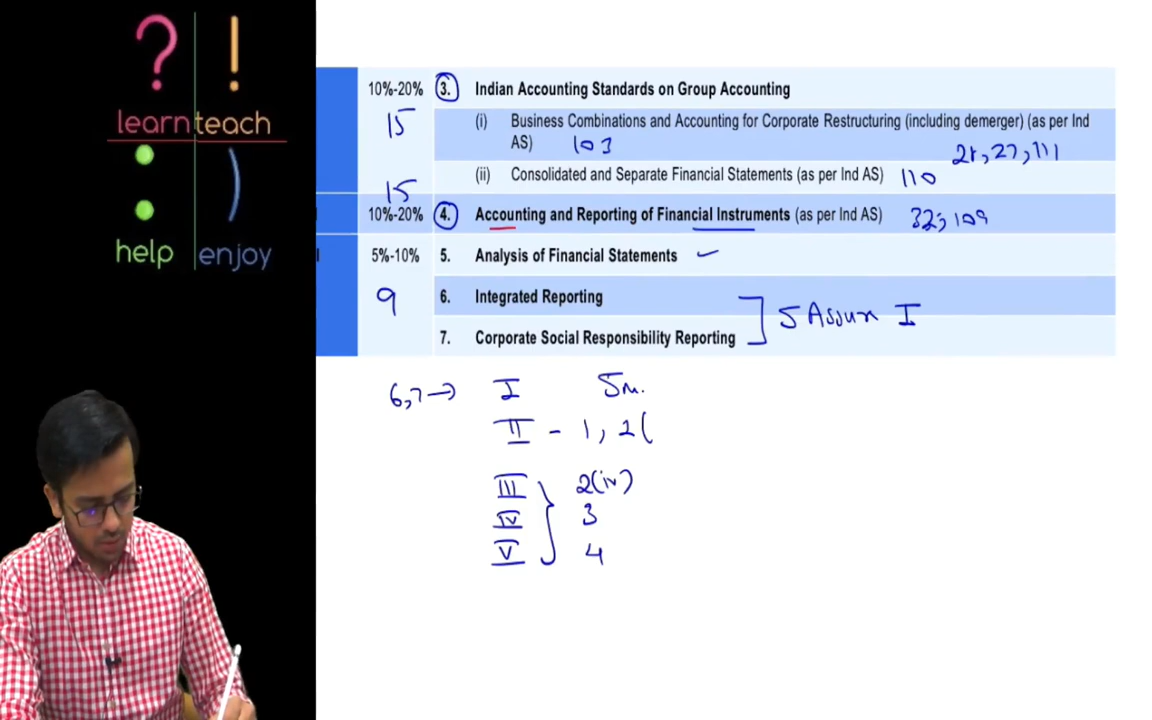 ? !
learn teach
: )
help enjoy
10%-20% 3. Indian Accounting Standards on Group Accounting
15
(i) Business Combinations and Accounting for Corporate Restructuring (including demerger) (as per Ind
AS) 103
28, 27, 111
(ii) Consolidated and Separate Financial Statements (as per Ind AS) 110
15
10%-20% 4. Accounting and Reporting of Financial Instruments (as per Ind AS) 32, 109
5%-10% 5. Analysis of Financial Statements
9 6. Integrated Reporting
7. Corporate Social Responsibility Reporting
5 Assum I
6,7→ I 5m.
II - 1, 2(
III 2(iv)
IV 3
V 4